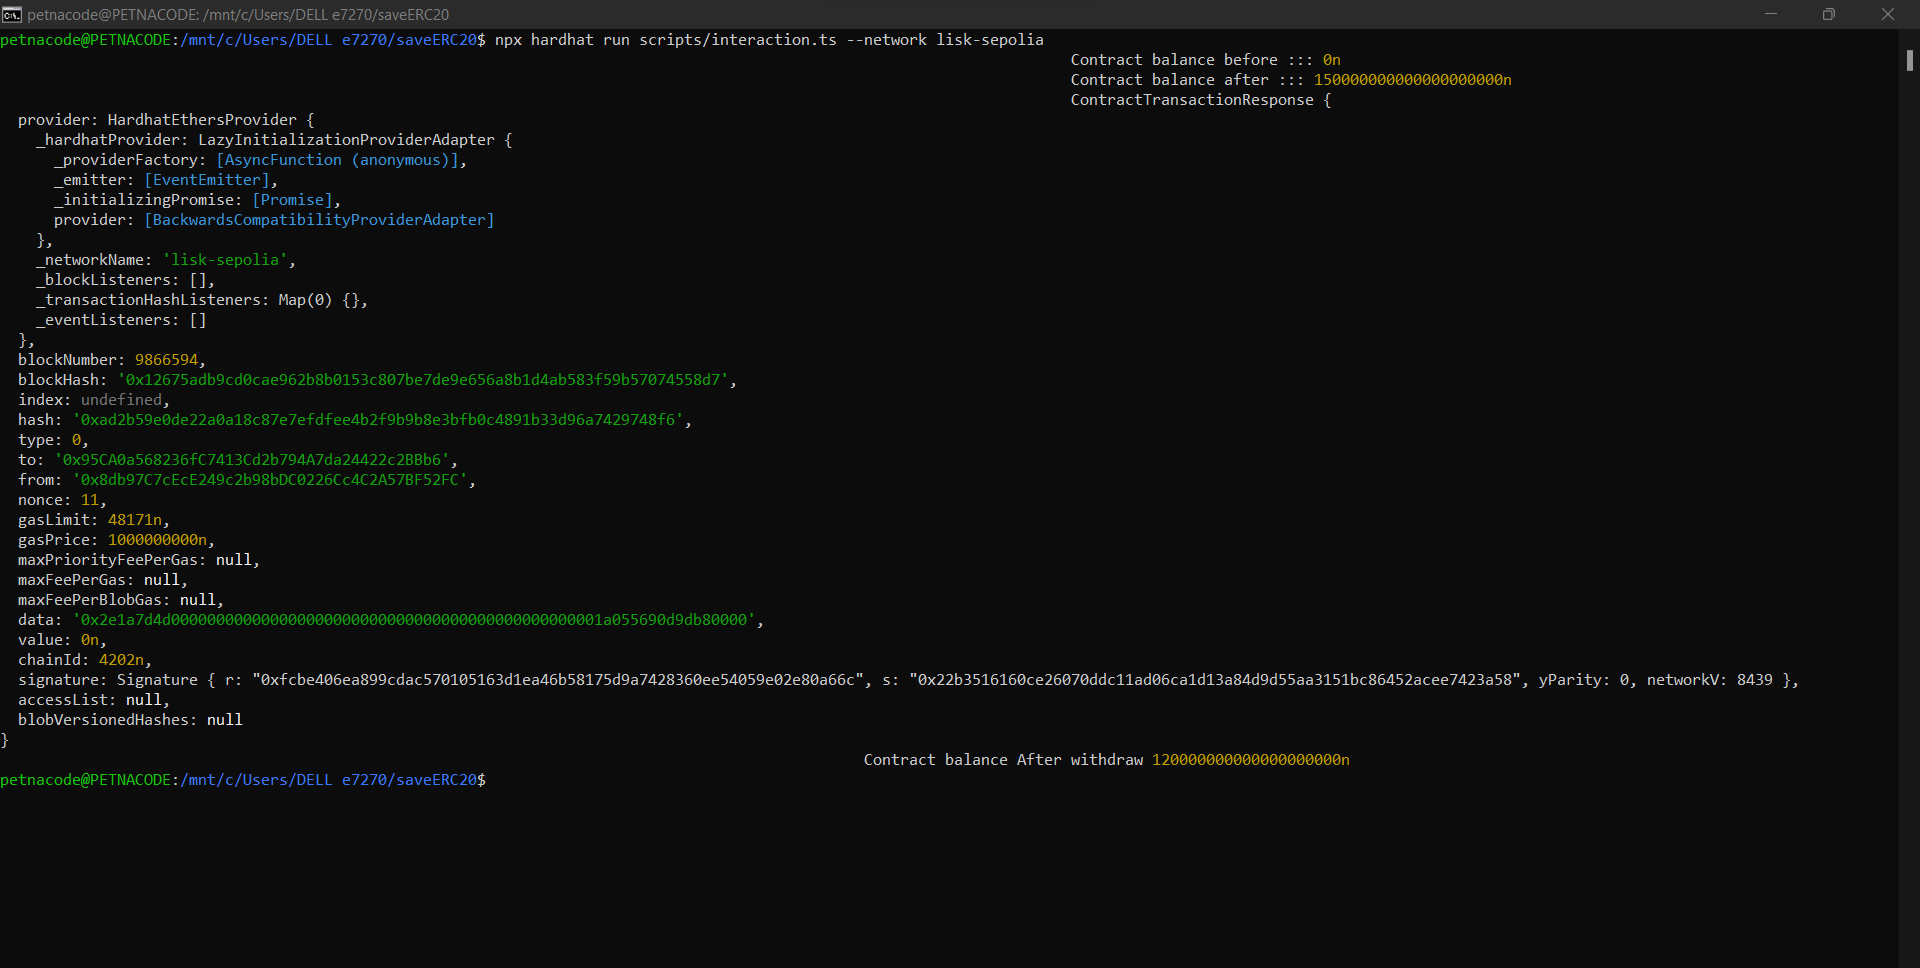 petnacode@PETNACODE: /mnt/c/Users/DELL e7270/saveERC20
petnacode@PETNACODE:/mnt/c/Users/DELL e7270/saveERC20$ npx hardhat run scripts/interaction.ts --network lisk-sepolia
Contract balance before ::: 0n
Contract balance after ::: 150000000000000000000n
ContractTransactionResponse {
provider: HardhatEthersProvider {
_hardhatProvider: LazyInitializationProviderAdapter {
_providerFactory: [AsyncFunction (anonymous)],
_emitter: [EventEmitter],
_initializingPromise: [Promise],
provider: [BackwardsCompatibilityProviderAdapter]
},
_networkName: 'lisk-sepolia',
_blockListeners: [],
_transactionHashListeners: Map(0) {},
_eventListeners: []
},
blockNumber: 9866594,
blockHash: '0x12675adb9cd0cae962b8b0153c807be7de9e656a8b1d4ab583f59b57074558d7',
index: undefined,
hash: '0xad2b59e0de22a0a18c87e7efdfee4b2f9b9b8e3bfb0c4891b33d96a7429748f6',
type: 0,
to: '0x95CA0a568236fC7413Cd2b794A7da24422c2BBb6',
from: '0x8db97C7cEcE249c2b98bDC0226Cc4C2A57BF52FC',
nonce: 11,
gasLimit: 48171n,
gasPrice: 1000000000n,
maxPriorityFeePerGas: null,
maxFeePerGas: null,
maxFeePerBlobGas: null,
data: '0x2e1a7d4d000000000000000000000000000000000000000000000001a055690d9db80000',
value: 0n,
chainId: 4202n,
signature: Signature { r: "0xfcbe406ea899cdac570105163d1ea46b58175d9a7428360ee54059e02e80a66c", s: "0x22b3516160ce26070ddc11ad06ca1d13a84d9d55aa3151bc86452acee7423a58", yParity: 0, networkV: 8439 },
accessList: null,
blobVersionedHashes: null
}
Contract balance After withdraw 120000000000000000000n
petnacode@PETNACODE:/mnt/c/Users/DELL e7270/saveERC20$